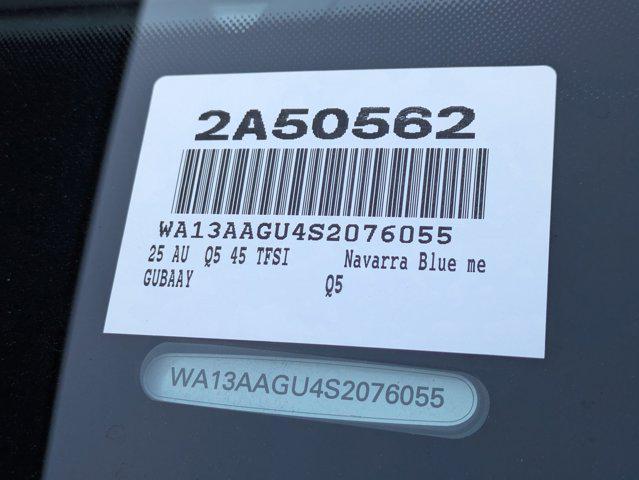 2A50562
WA13AAGU4S2076055
25 AU Q5 45 TFSI Navarra Blue me
GUBAAY Q5
WA13AAGU4S2076055